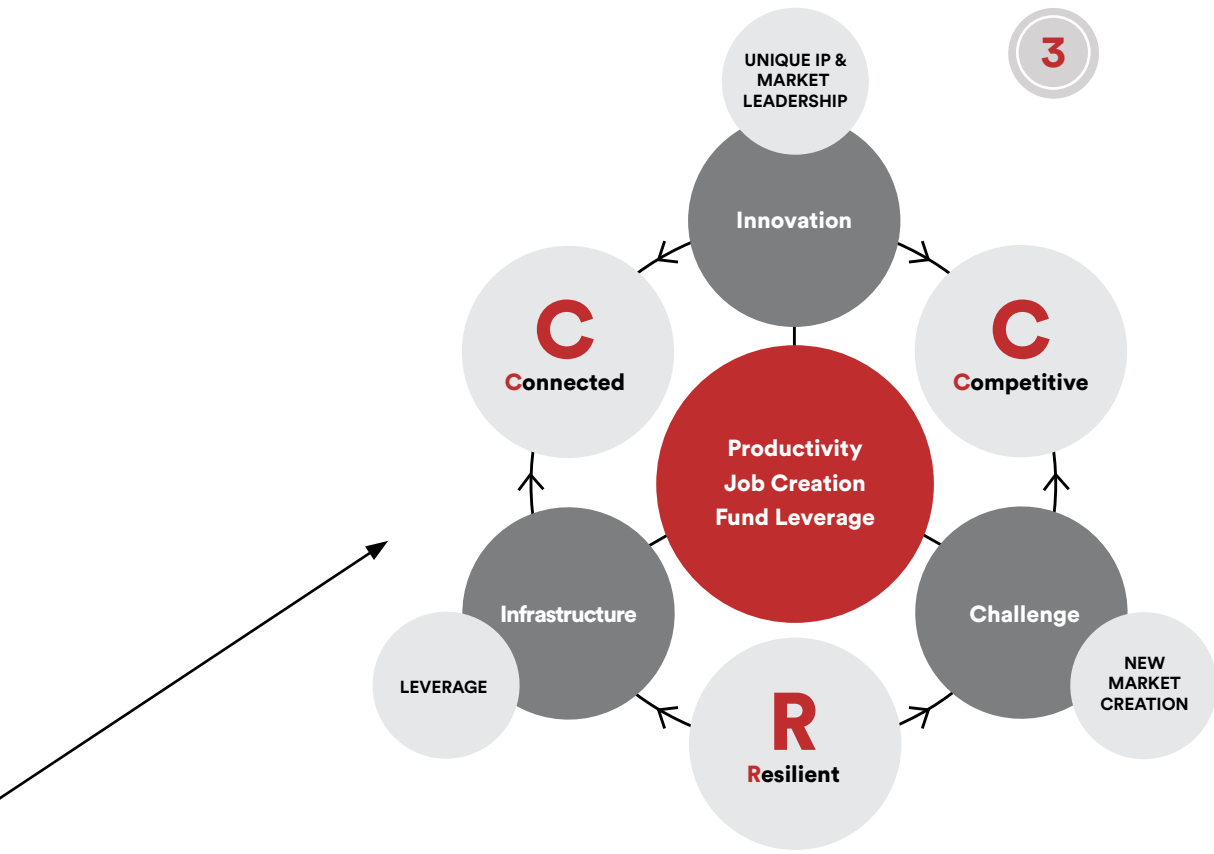 3
UNIQUE IP &
MARKET
LEADERSHIP
Innovation
C
Connected
C
Competitive
Productivity
Job Creation
Fund Leverage
Infrastructure
Challenge
LEVERAGE
NEW
MARKET
CREATION
R
Resilient